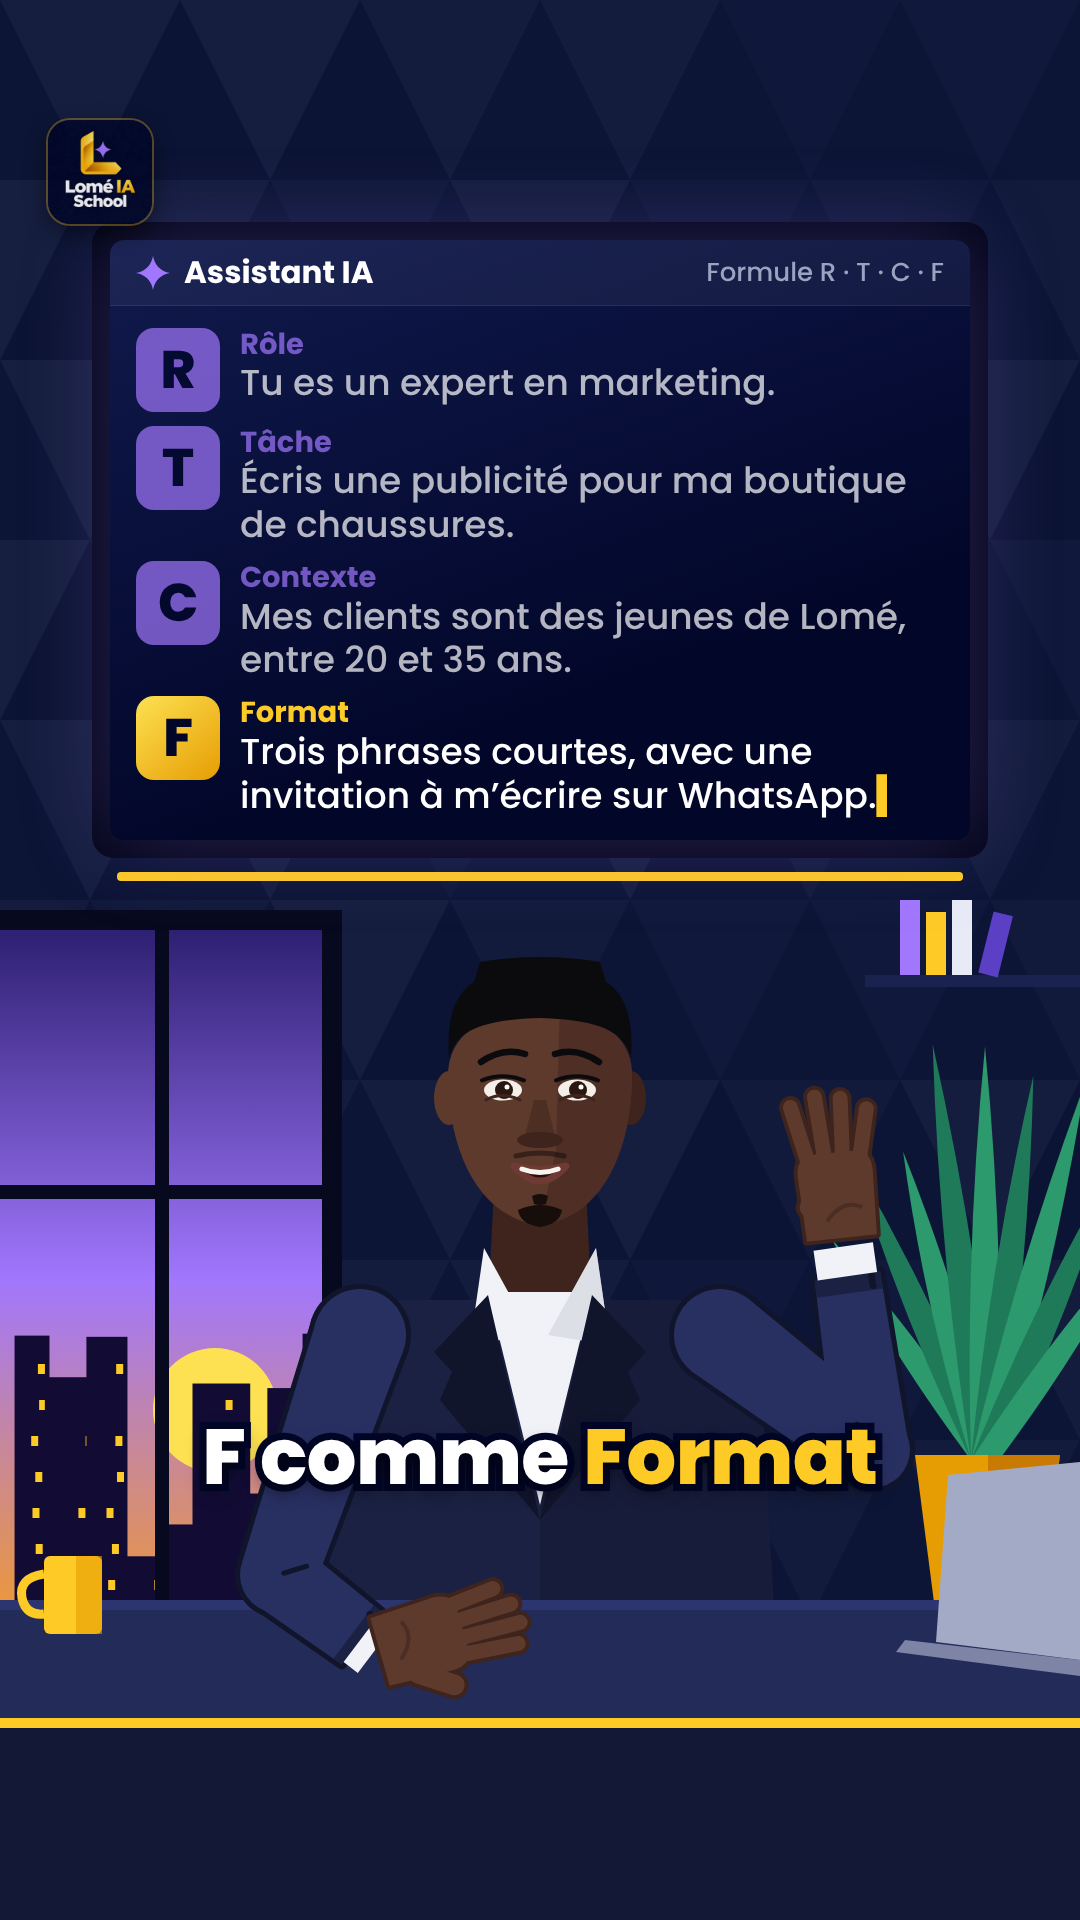 Lomé IA
School
Assistant IA
Formule R · T · C · F
R
Rôle
Tu es un expert en marketing.
T
Tâche
Écris une publicité pour ma boutique
de chaussures.
C
Contexte
Mes clients sont des jeunes de Lomé,
entre 20 et 35 ans.
F
Format
Trois phrases courtes, avec une
invitation à m’écrire sur WhatsApp.
F comme Format